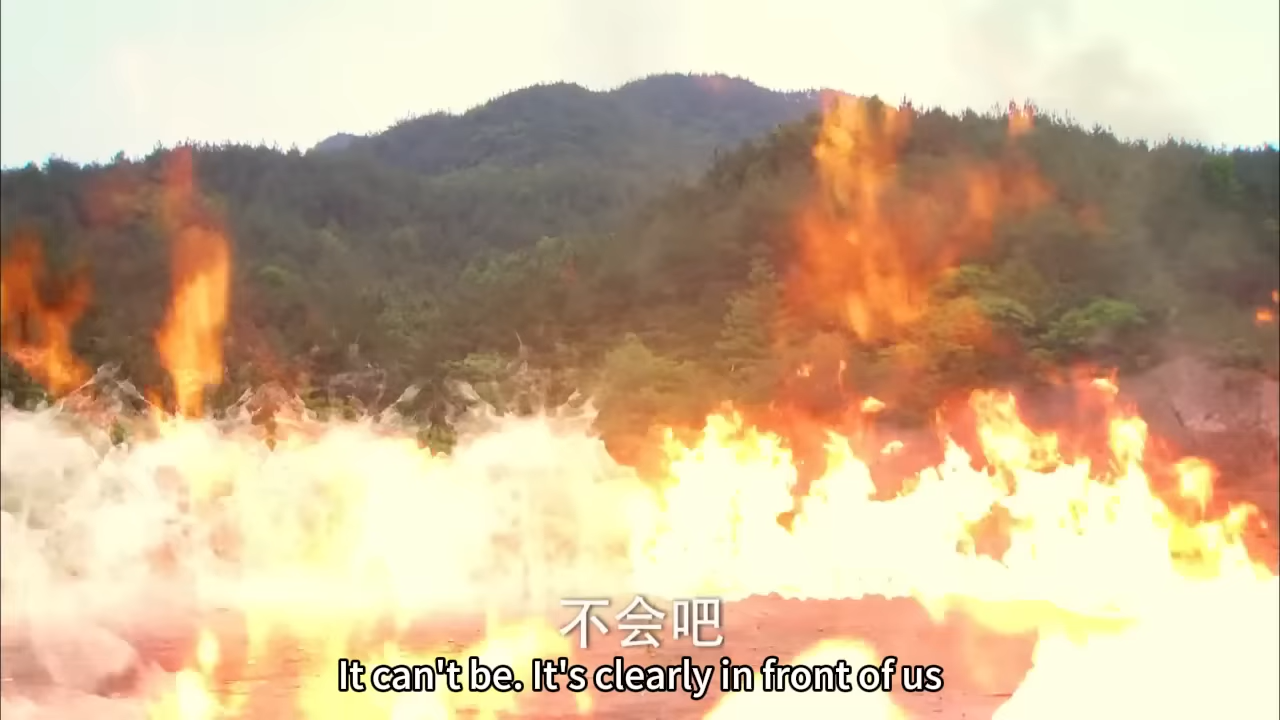 不会吧
It can't be. It's clearly in front of us